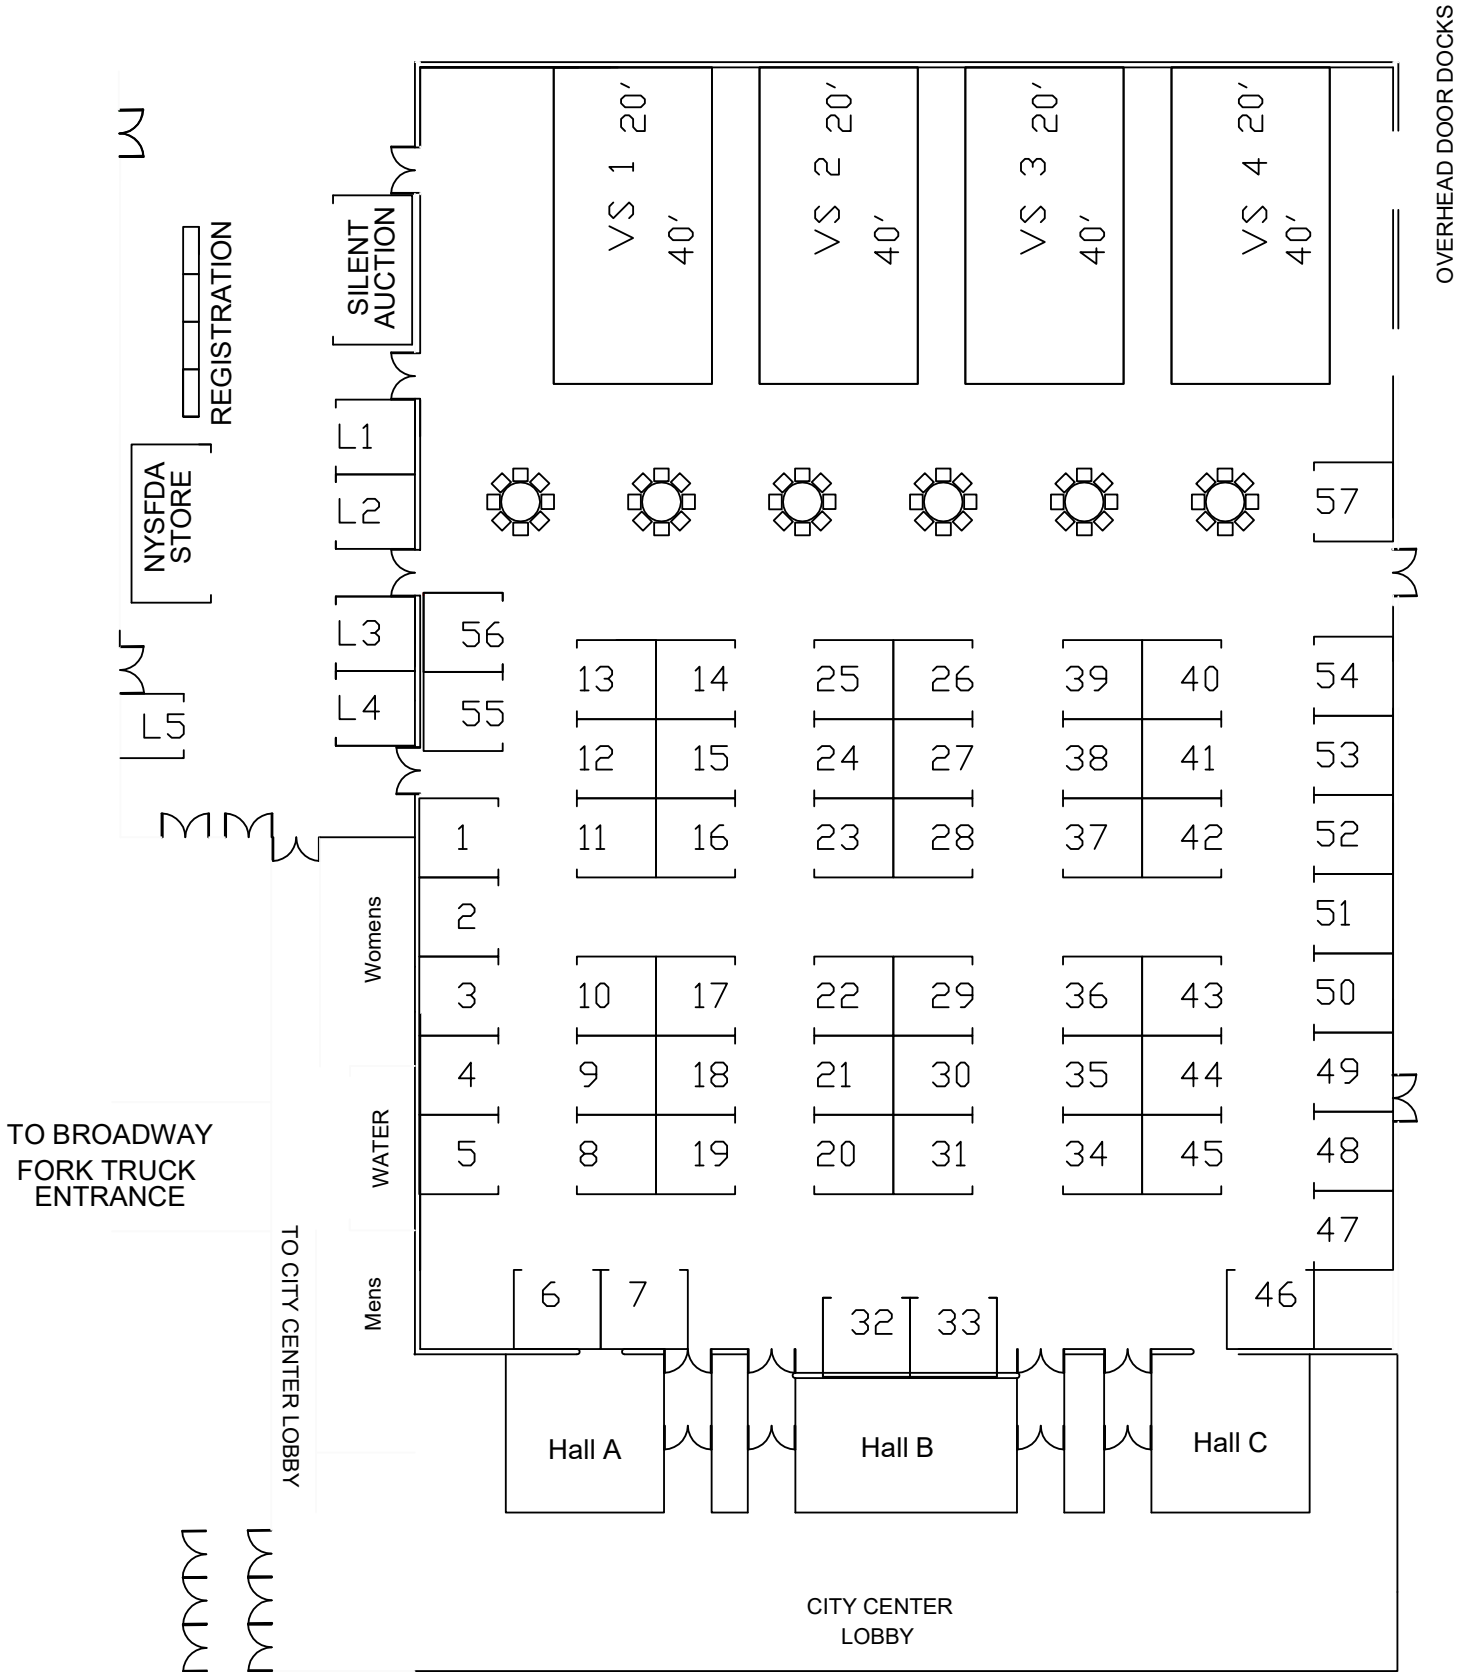 OVERHEAD DOOR DOCKS
VS 1 20'
40'
VS 2 20'
40'
VS 3 20'
40'
VS 4 20'
40'
SILENT
AUCTION
REGISTRATION
NYSFDA
STORE
L1
L2
57
L3
56
L4
55
L5
13 14 25 26 39 40 54
12 15 24 27 38 41 53
1 11 16 23 28 37 42 52
2 51
3 10 17 22 29 36 43 50
4 9 18 21 30 35 44 49
5 8 19 20 31 34 45 48
47
6 7 32 33 46
Womens
WATER
Mens
TO BROADWAY
FORK TRUCK
ENTRANCE
TO CITY CENTER LOBBY
Hall A
Hall B
Hall C
CITY CENTER
LOBBY